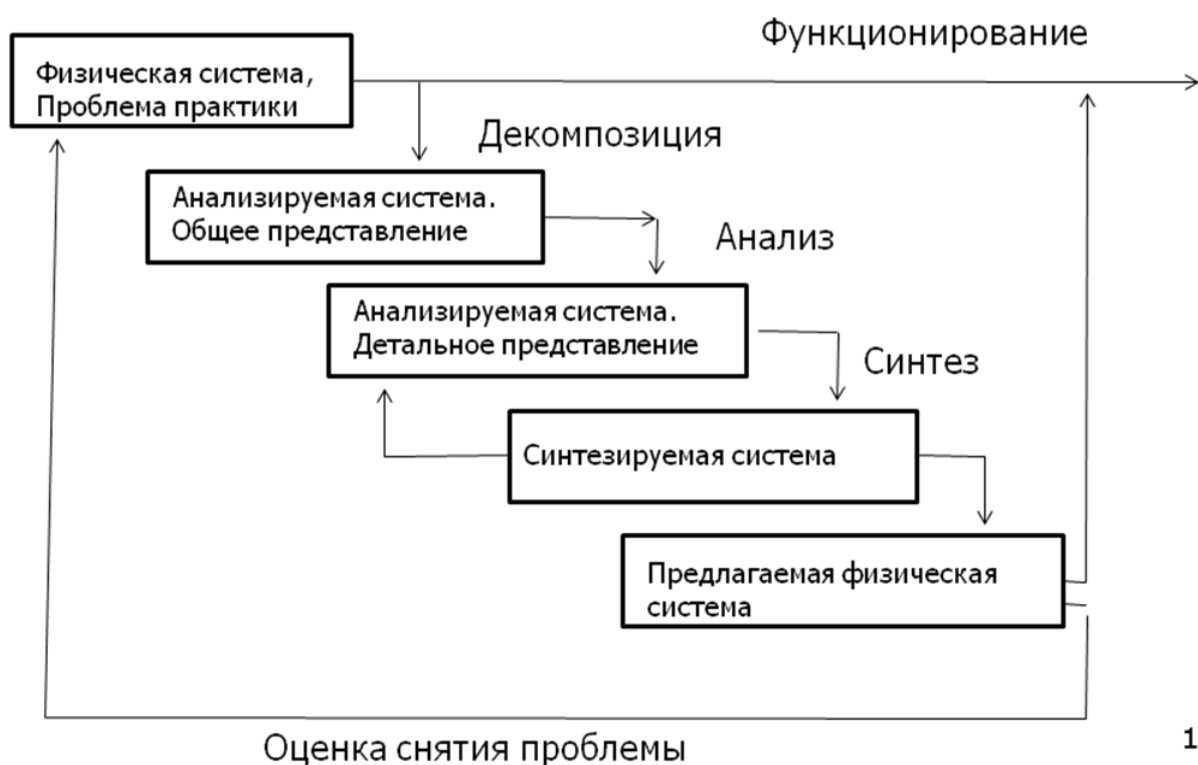 Функционирование
Физическая система,
Проблема практики
Декомпозиция
Анализируемая система.
Общее представление
Анализ
Анализируемая система.
Детальное представление
Синтез
Синтезируемая система
Предлагаемая физическая
система
Оценка снятия проблемы
1